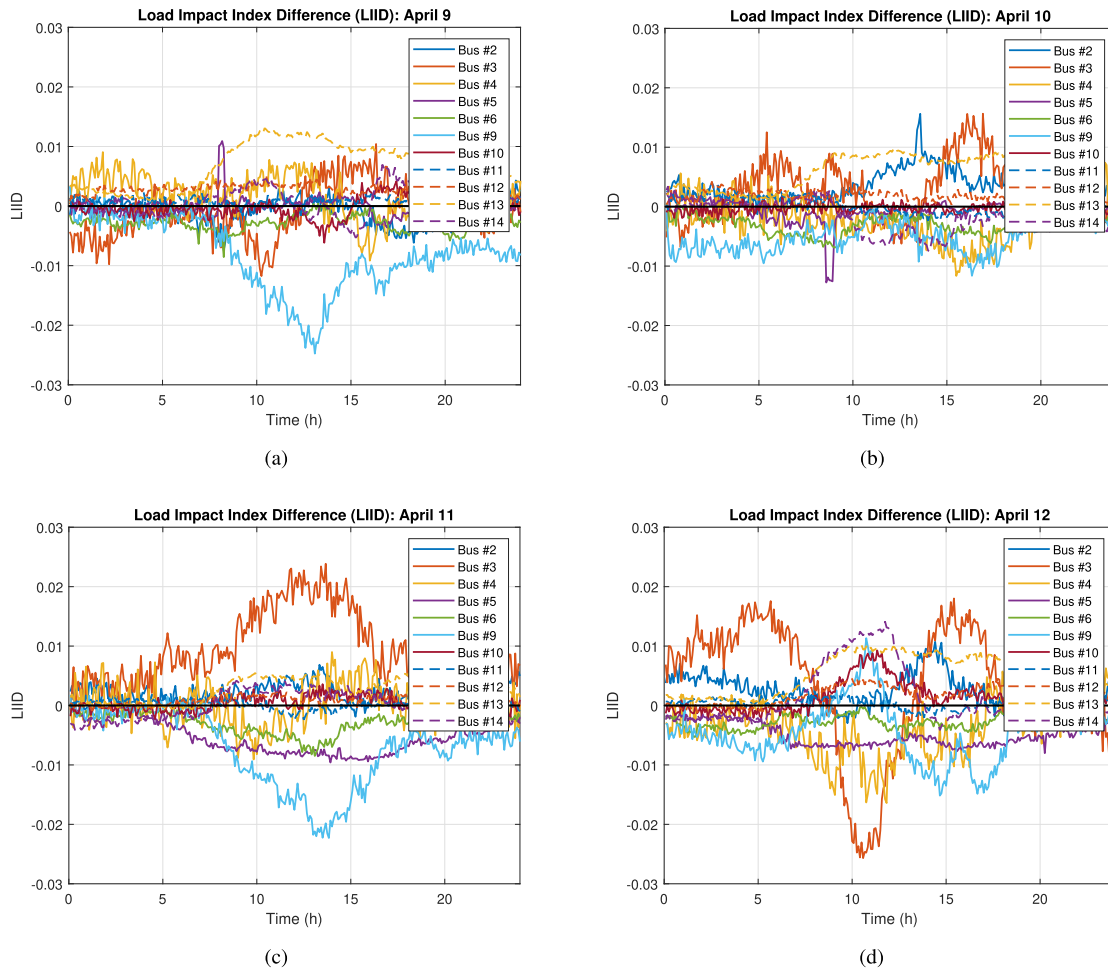 Load Impact Index Difference (LIID): April 9
0.03
0.02
0.01
0
-0.01
-0.02
-0.03
LIID
0
5
10
15
20
Time (h)
Bus #2
Bus #3
Bus #4
Bus #5
Bus #6
Bus #9
Bus #10
Bus #11
Bus #12
Bus #13
Bus #14
(a)
Load Impact Index Difference (LIID): April 10
0.03
0.02
0.01
0
-0.01
-0.02
-0.03
LIID
0
5
10
15
20
Time (h)
Bus #2
Bus #3
Bus #4
Bus #5
Bus #6
Bus #9
Bus #10
Bus #11
Bus #12
Bus #13
Bus #14
(b)
Load Impact Index Difference (LIID): April 11
0.03
0.02
0.01
0
-0.01
-0.02
-0.03
LIID
0
5
10
15
20
Time (h)
Bus #2
Bus #3
Bus #4
Bus #5
Bus #6
Bus #9
Bus #10
Bus #11
Bus #12
Bus #13
Bus #14
(c)
Load Impact Index Difference (LIID): April 12
0.03
0.02
0.01
0
-0.01
-0.02
-0.03
LIID
0
5
10
15
20
Time (h)
Bus #2
Bus #3
Bus #4
Bus #5
Bus #6
Bus #9
Bus #10
Bus #11
Bus #12
Bus #13
Bus #14
(d)